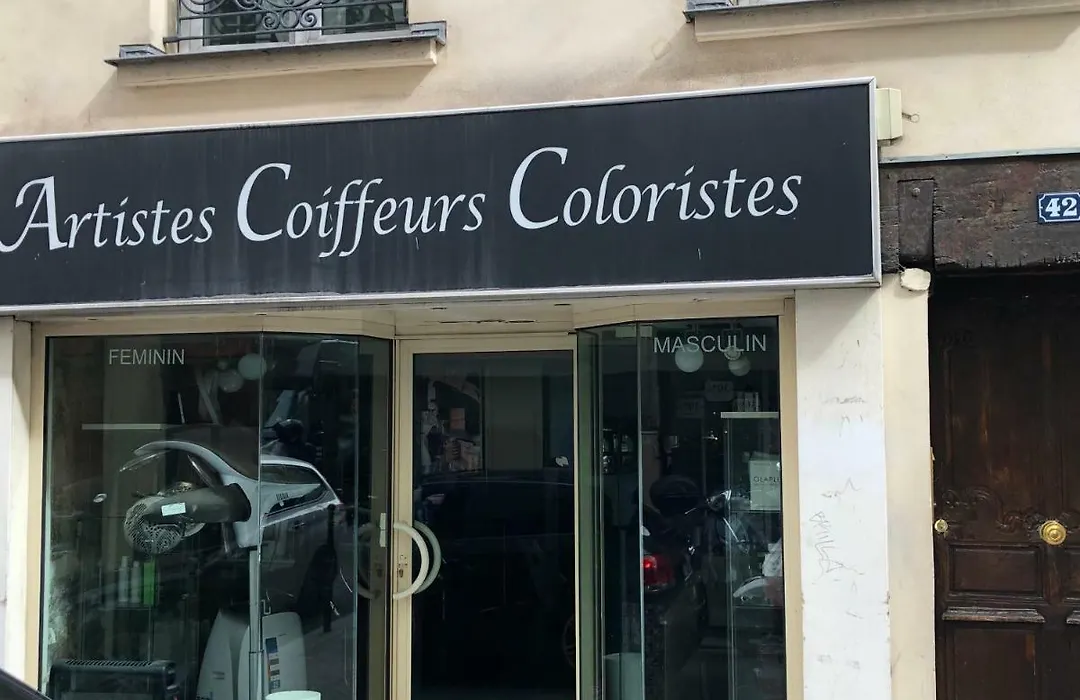 Artistes Coiffeurs Coloristes
42
FEMININ
MASCULIN